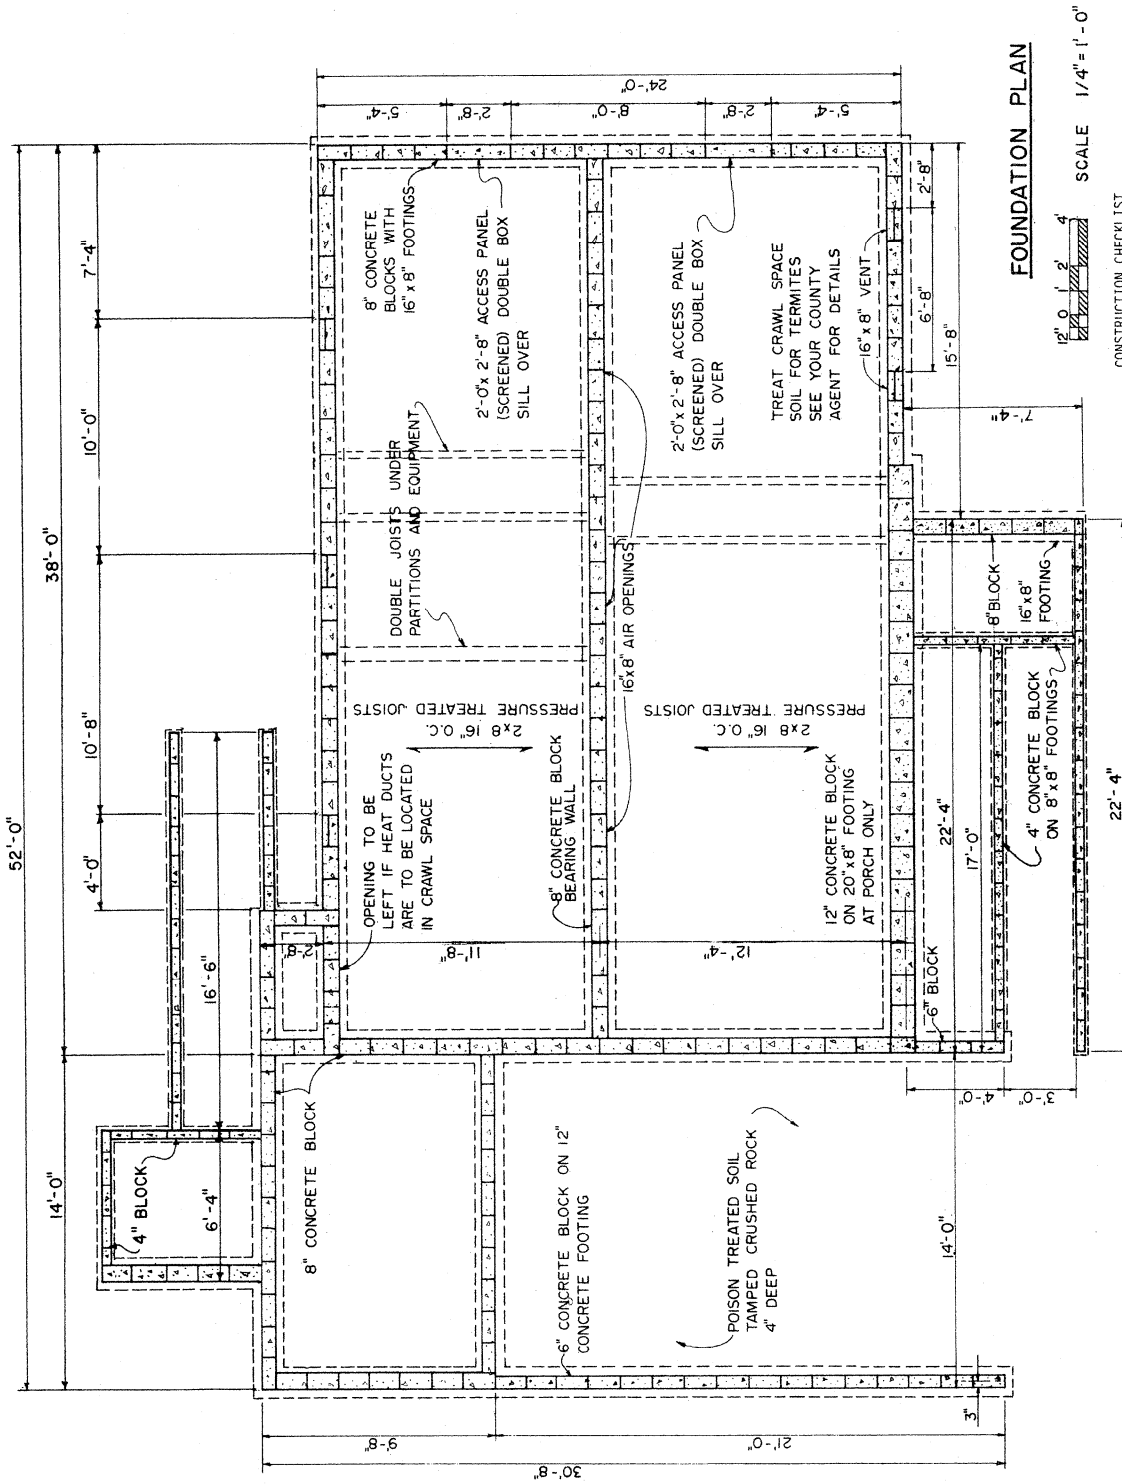 52'-0"
38'-0"
14'-0"
4'-0"
10'-8"
10'-0"
7'-4"
16'-6"
6'-4"
4" BLOCK
8" CONCRETE BLOCK
OPENING TO BE
LEFT IF HEAT DUCTS
ARE TO BE LOCATED
IN CRAWL SPACE
DOUBLE JOISTS UNDER
PARTITIONS AND EQUIPMENT
8" CONCRETE
BLOCKS WITH
16" x 8" FOOTINGS
2'-0"x 2'-8" ACCESS PANEL
(SCREENED) DOUBLE BOX
SILL OVER
5'-4"
2'-8"
8'-0"
2'-8"
5'-4"
24'-0"
2'-8"
11'-8"
12'-4"
2x8 16" O.C.
PRESSURE TREATED JOISTS
8" CONCRETE BLOCK
BEARING WALL
16"x8" AIR OPENINGS
2x8 16" O.C.
PRESSURE TREATED JOISTS
2'-0"x 2'-8" ACCESS PANEL
(SCREENED) DOUBLE BOX
SILL OVER
TREAT CRAWL SPACE
SOIL FOR TERMITES
SEE YOUR COUNTY
AGENT FOR DETAILS
16"x 8" VENT
12" CONCRETE BLOCK
ON 20"x8" FOOTING
AT PORCH ONLY
6" CONCRETE BLOCK ON 12"
CONCRETE FOOTING
POISON TREATED SOIL
TAMPED CRUSHED ROCK
4" DEEP
9'-8"
21'-0"
30'-8"
3"
14'-0"
6" BLOCK
4'-0"
3'-0"
22'-4"
17'-0"
4" CONCRETE BLOCK
ON 8"x 8" FOOTINGS
8" BLOCK
16"x 8"
FOOTING
22'-4"
2'-8"
6'-8"
15'-8"
7'-4"
FOUNDATION PLAN
12" 0 1' 2' 4'
SCALE 1/4" = 1'-0"
CONSTRUCTION CHECKLIST